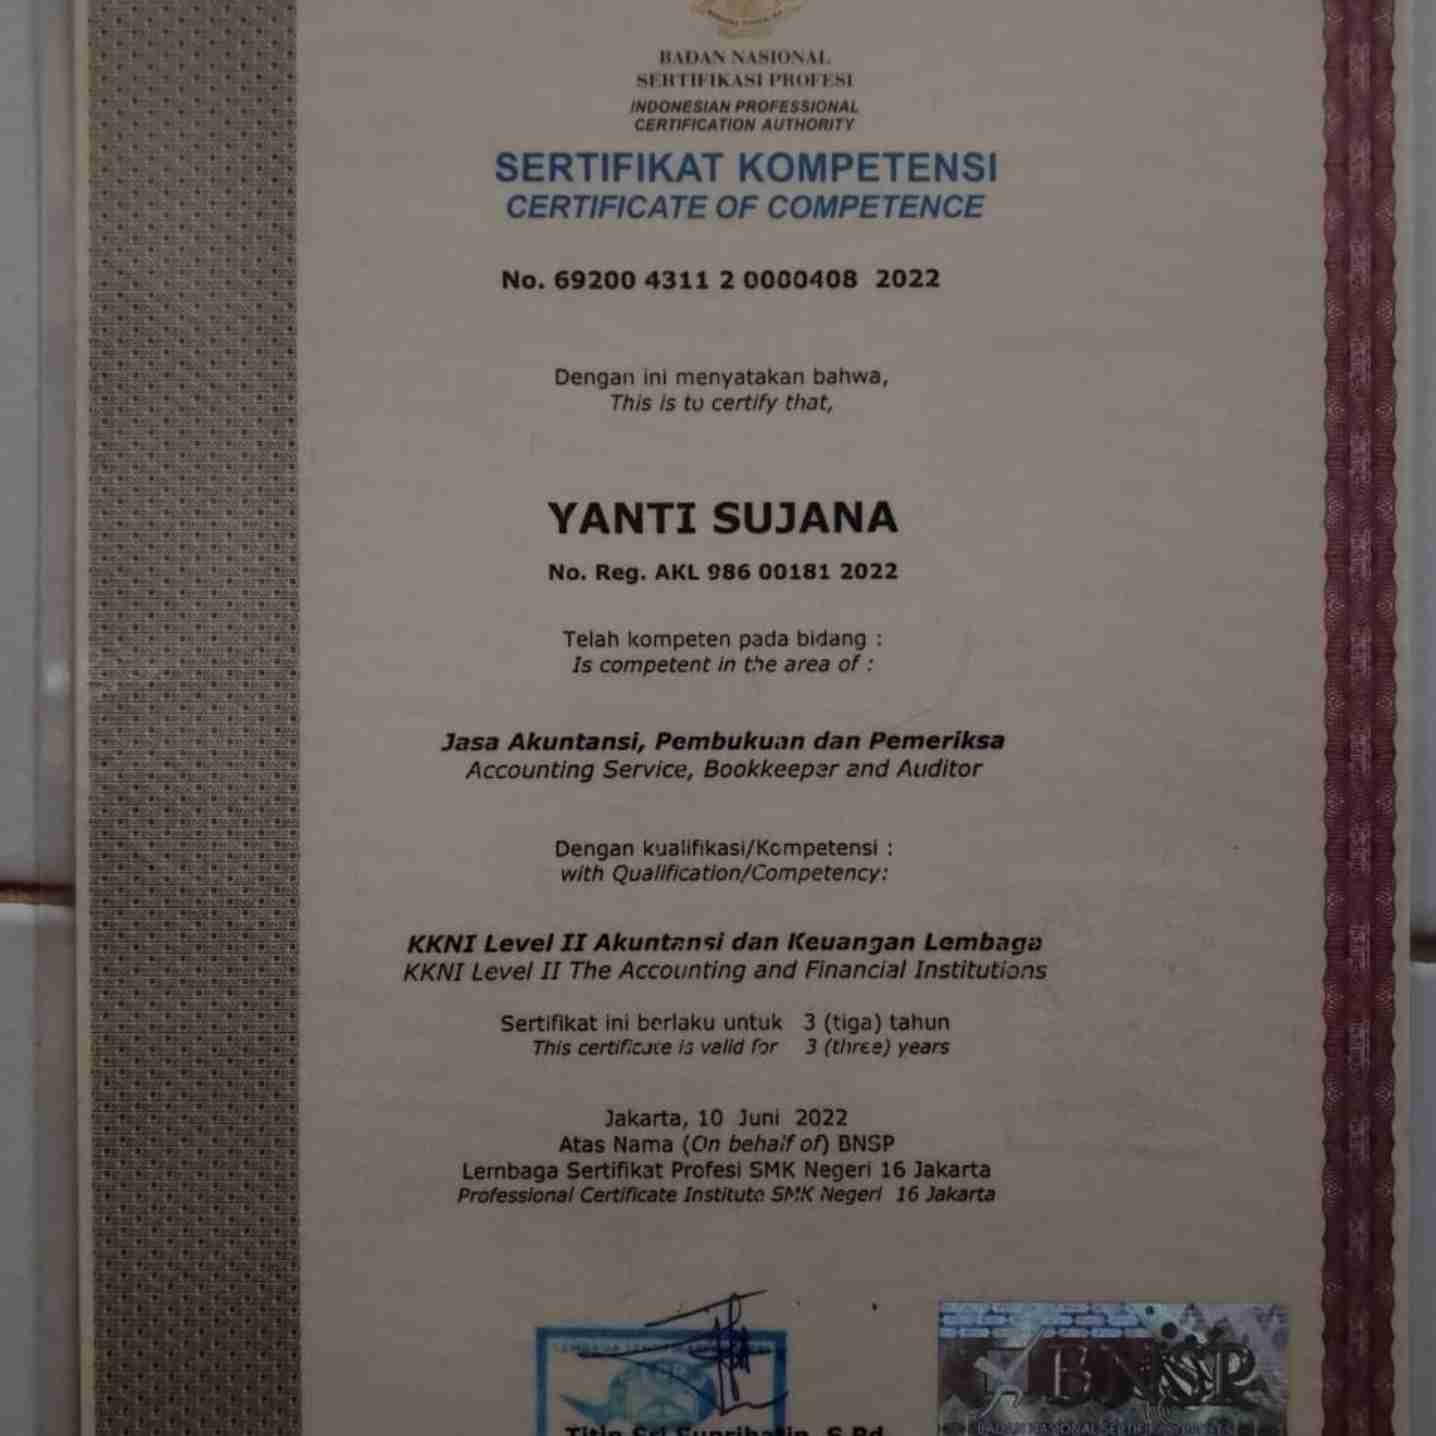 BADAN NASIONAL
SERTIFIKASI PROFESI
INDONESIAN PROFESSIONAL
CERTIFICATION AUTHORITY
SERTIFIKAT KOMPETENSI
CERTIFICATE OF COMPETENCE
No. 69200 4311 2 0000408 2022
Dengan ini menyatakan bahwa,
This is to certify that,
YANTI SUJANA
No. Reg. AKL 986 00181 2022
Telah kompeten pada bidang :
Is competent in the area of :
Jasa Akuntansi, Pembukuan dan Pemeriksa
Accounting Service, Bookkeeper and Auditor
Dengan kualifikasi/Kompetensi :
with Qualification/Competency:
KKNI Level II Akuntansi dan Keuangan Lembaga
KKNI Level II The Accounting and Financial Institutions
Sertifikat ini berlaku untuk 3 (tiga) tahun
This certificate is valid for 3 (three) years
Jakarta, 10 Juni 2022
Atas Nama (On behalf of) BNSP
Lembaga Sertifikat Profesi SMK Negeri 16 Jakarta
Professional Certificate Institute SMK Negeri 16 Jakarta
BNSP
Titin Sri Supribatin, S.Pd